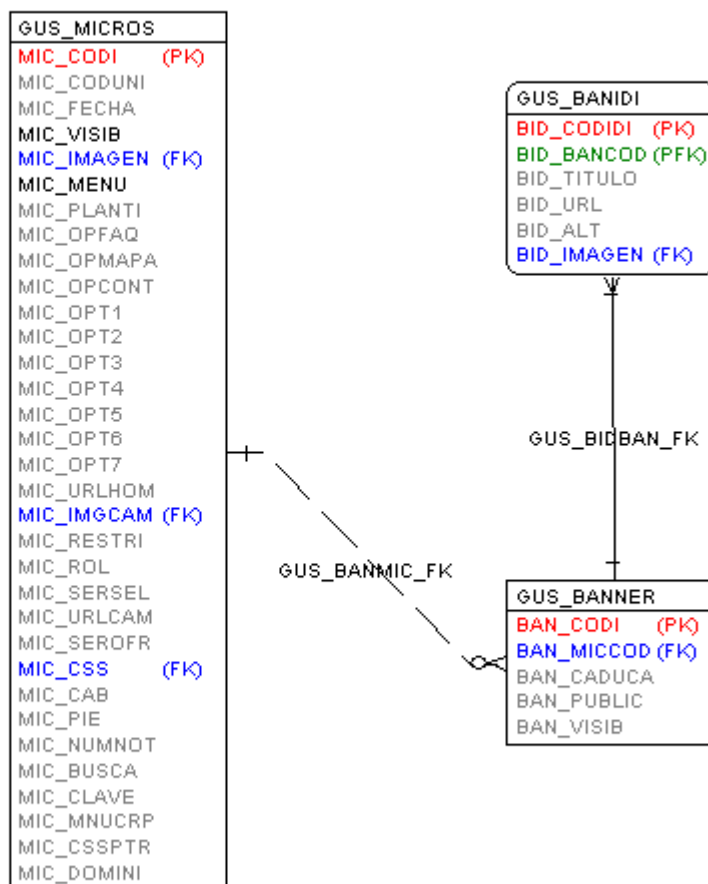 GUS_MICROS
MIC_CODI (PK)
MIC_CODUNI
MIC_FECHA
MIC_VISIB
MIC_IMAGEN (FK)
MIC_MENU
MIC_PLANTI
MIC_OPFAQ
MIC_OPMAPA
MIC_OPCONT
MIC_OPT1
MIC_OPT2
MIC_OPT3
MIC_OPT4
MIC_OPT5
MIC_OPT6
MIC_OPT7
MIC_URLHOM
MIC_IMGCAM (FK)
MIC_RESTRI
MIC_ROL
MIC_SERSEL
MIC_URLCAM
MIC_SEROFR
MIC_CSS (FK)
MIC_CAB
MIC_PIE
MIC_NUMNOT
MIC_BUSCA
MIC_CLAVE
MIC_MNUCRP
MIC_CSSPTR
MIC_DOMINI
GUS_BANMIC_FK
GUS_BANIDI
BID_CODIDI (PK)
BID_BANCOD (PFK)
BID_TITULO
BID_URL
BID_ALT
BID_IMAGEN (FK)
GUS_BIDBAN_FK
GUS_BANNER
BAN_CODI (PK)
BAN_MICCOD (FK)
BAN_CADUCA
BAN_PUBLIC
BAN_VISIB